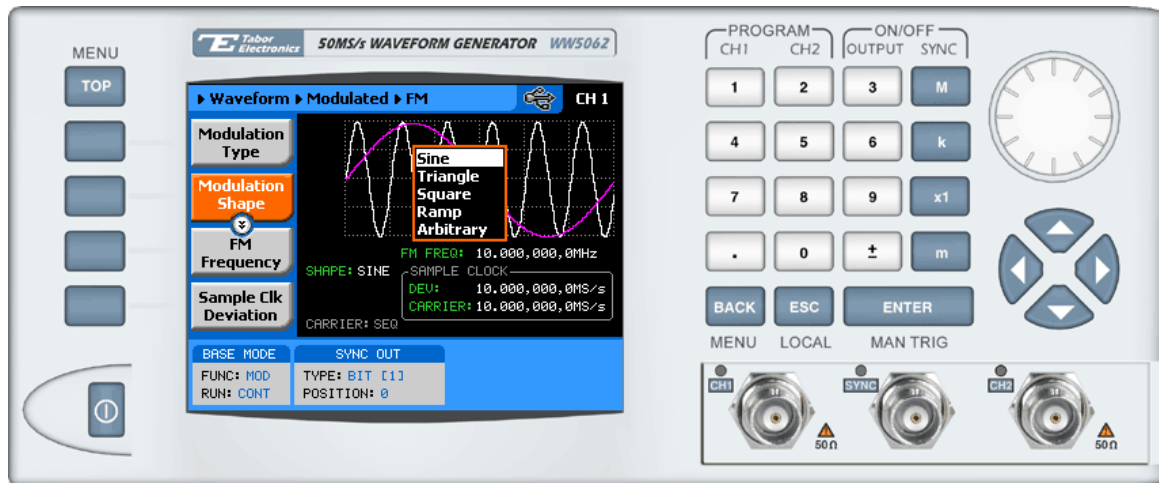 MENU
TOP
Tabor
Electronics
50MS/s WAVEFORM GENERATOR WW5062
▸ Waveform ▸ Modulated ▸ FM
CH 1
Modulation
Type
Modulation
Shape
FM
Frequency
Sample Clk
Deviation
Sine
Triangle
Square
Ramp
Arbitrary
FM FREQ: 10.000,000,0MHz
SHAPE: SINE
SAMPLE CLOCK
DEV: 10.000,000,0MS/s
CARRIER: 10.000,000,0MS/s
CARRIER: SEQ
BASE MODE
FUNC: MOD
RUN: CONT
SYNC OUT
TYPE: BIT [1]
POSITION: 0
PROGRAM
CH1 CH2
ON/OFF
OUTPUT SYNC
1 2 3 M
4 5 6 k
7 8 9 x1
. 0 ± m
BACK ESC ENTER
MENU LOCAL MAN TRIG
CH1
SYNC
CH2
50Ω
50Ω